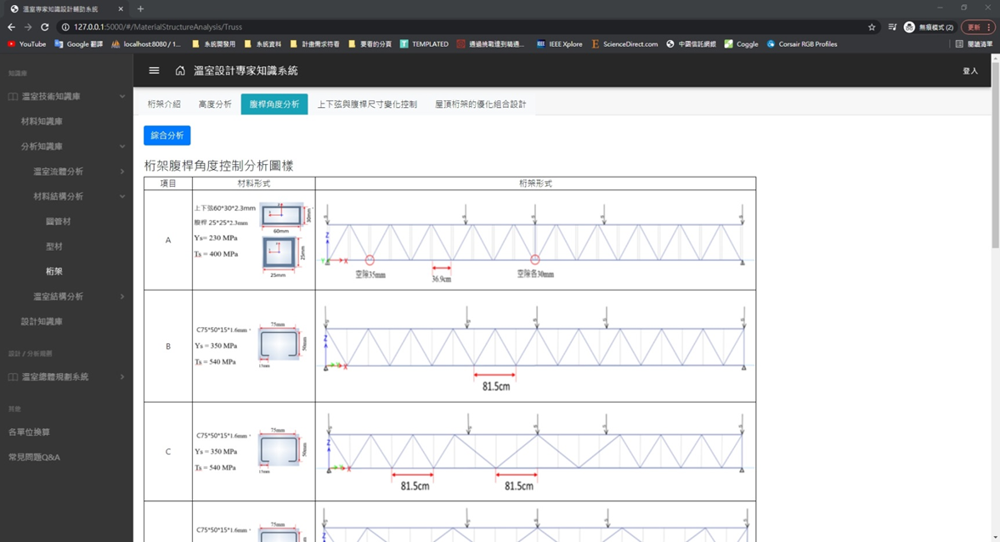 溫室專家知識設計輔助系統
127.0.0.1:5000/#/MaterialStructureAnalysis/Truss
無痕模式 (2)
更新
YouTube
Google 翻譯
localhost:8080 / 1...
系統開發用
系統資料
計畫需求符卷
要看的分頁
TEMPLATED
通過挑戰達到精通...
IEEE Xplore
ScienceDirect.com
中國信託網銀
Coggle
Corsair RGB Profiles
閱讀清單
溫室設計專家知識系統
登入
知識庫
溫室技術知識庫
材料知識庫
分析知識庫
溫室流體分析
材料結構分析
圓管材
型材
桁架
溫室結構分析
設計知識庫
溫室總體規劃系統
其他
各單位換算
常見問題Q&A
桁架介紹
高度分析
腹桿角度分析
上下弦與腹桿尺寸變化控制
屋頂桁架的優化組合設計
綜合分析
桁架腹桿角度控制分析圖樣
項目
材料形式
桁架形式
A
上下弦60*30*2.3mm
腹桿 25*25*2.3mm
Ys= 230 MPa
Ts = 400 MPa
60mm
30mm
25mm
25mm
空隙35mm
36.9cm
空隙各30mm
B
C75*50*15*1.6mm
Ys = 350 MPa
Ts = 540 MPa
75mm
50mm
15mm
81.5cm
C
C75*50*15*1.6mm
Ys = 350 MPa
Ts = 540 MPa
75mm
50mm
15mm
81.5cm
81.5cm
C75*50*15*1.6mm
75mm